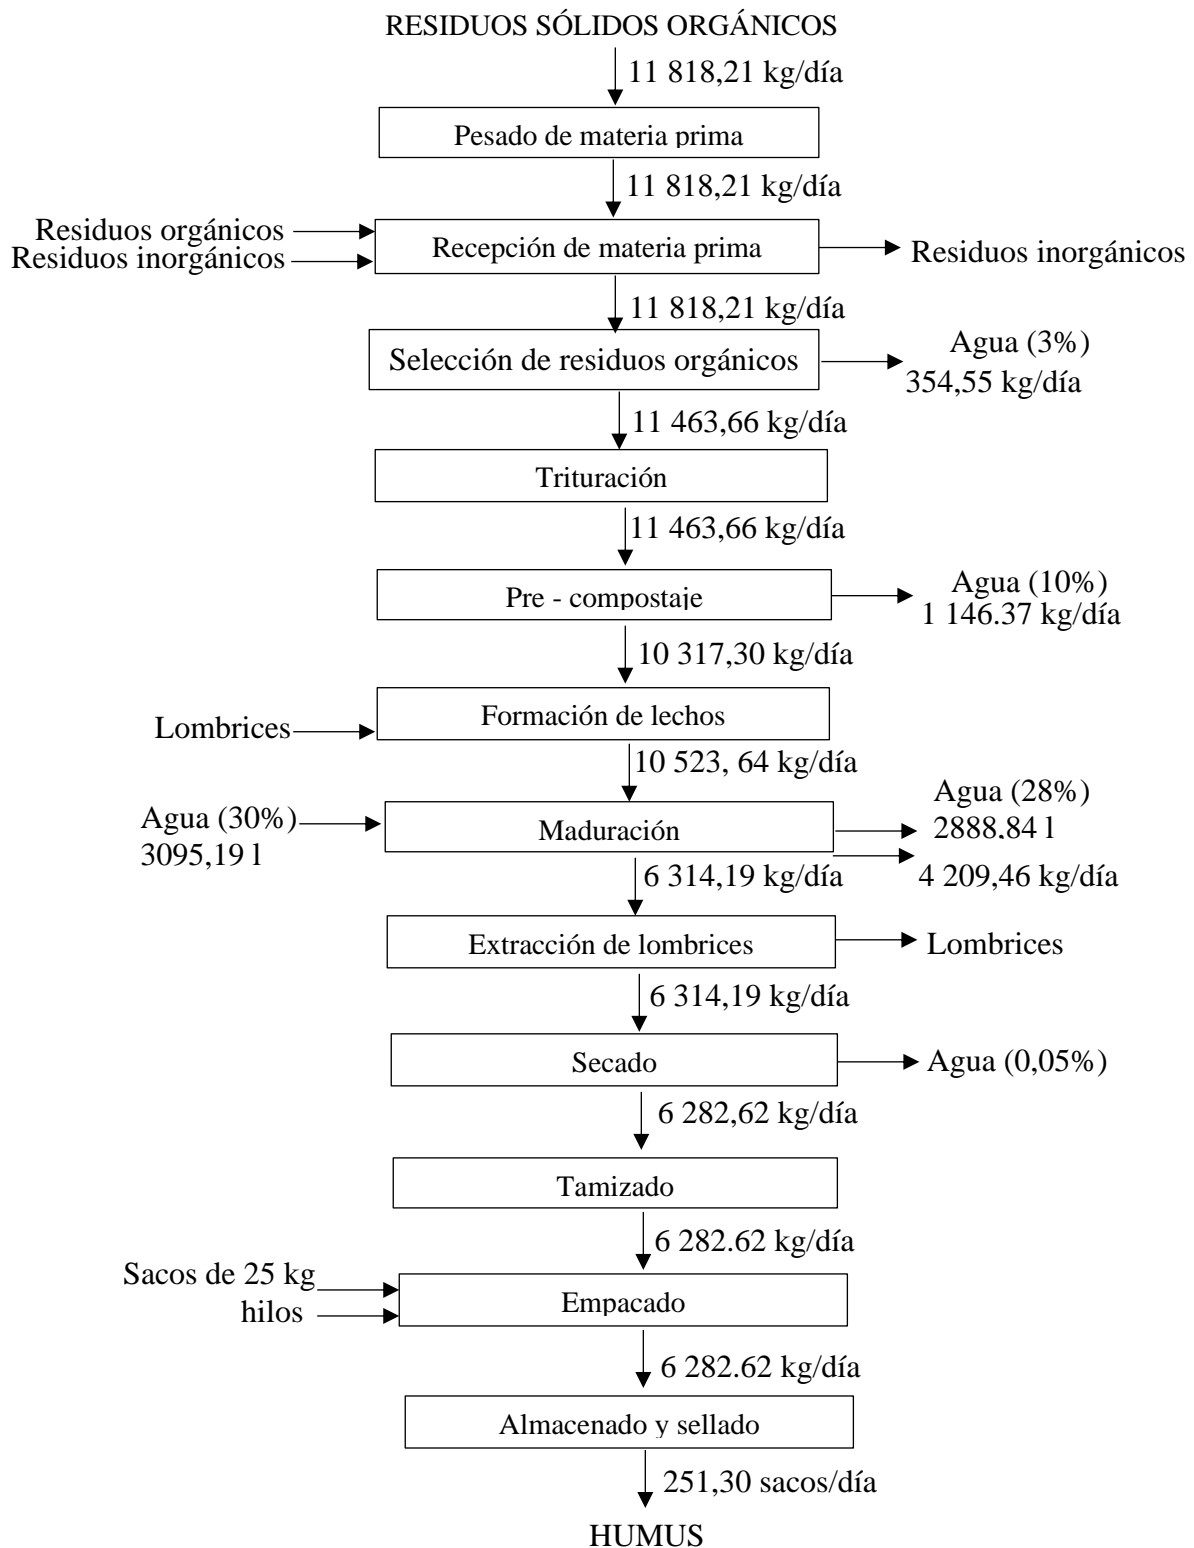 RESIDUOS SÓLIDOS ORGÁNICOS
11 818,21 kg/día
Pesado de materia prima
11 818,21 kg/día
Residuos orgánicos
Residuos inorgánicos
Recepción de materia prima
Residuos inorgánicos
11 818,21 kg/día
Selección de residuos orgánicos
Agua (3%)
354,55 kg/día
11 463,66 kg/día
Trituración
11 463,66 kg/día
Pre - compostaje
Agua (10%)
1 146.37 kg/día
10 317,30 kg/día
Lombrices
Formación de lechos
10 523, 64 kg/día
Agua (30%)
3095,19 l
Maduración
Agua (28%)
2888,84 l
4 209,46 kg/día
6 314,19 kg/día
Extracción de lombrices
Lombrices
6 314,19 kg/día
Secado
Agua (0,05%)
6 282,62 kg/día
Tamizado
6 282.62 kg/día
Sacos de 25 kg
hilos
Empacado
6 282.62 kg/día
Almacenado y sellado
251,30 sacos/día
HUMUS